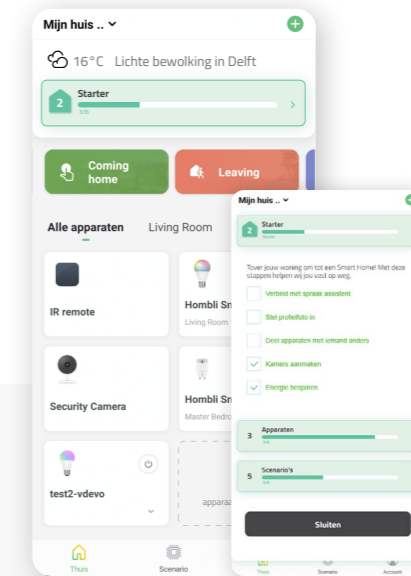 Mijn huis ..
16°C Lichte bewolking in Delft
2
Starter
Coming
home
Leaving
Alle apparaten
Living Room
IR remote
Hombli Sm
Living Room
Security Camera
Hombli Sm
Master Bedro
test2-vdevo
apparaa
Thuis
Scenario
Mijn huis ..
2
Starter
Tover jouw woning om tot een Smart Home! Met deze
stappen helpen wij jou vast op weg.
Verbind met spraak assistent
Stel profielfoto in
Deel apparaten met iemand anders
Kamers aanmaken
Energie besparen
3
Apparaten
5
Scenario's
Sluiten
Thuis
Scenario
Account